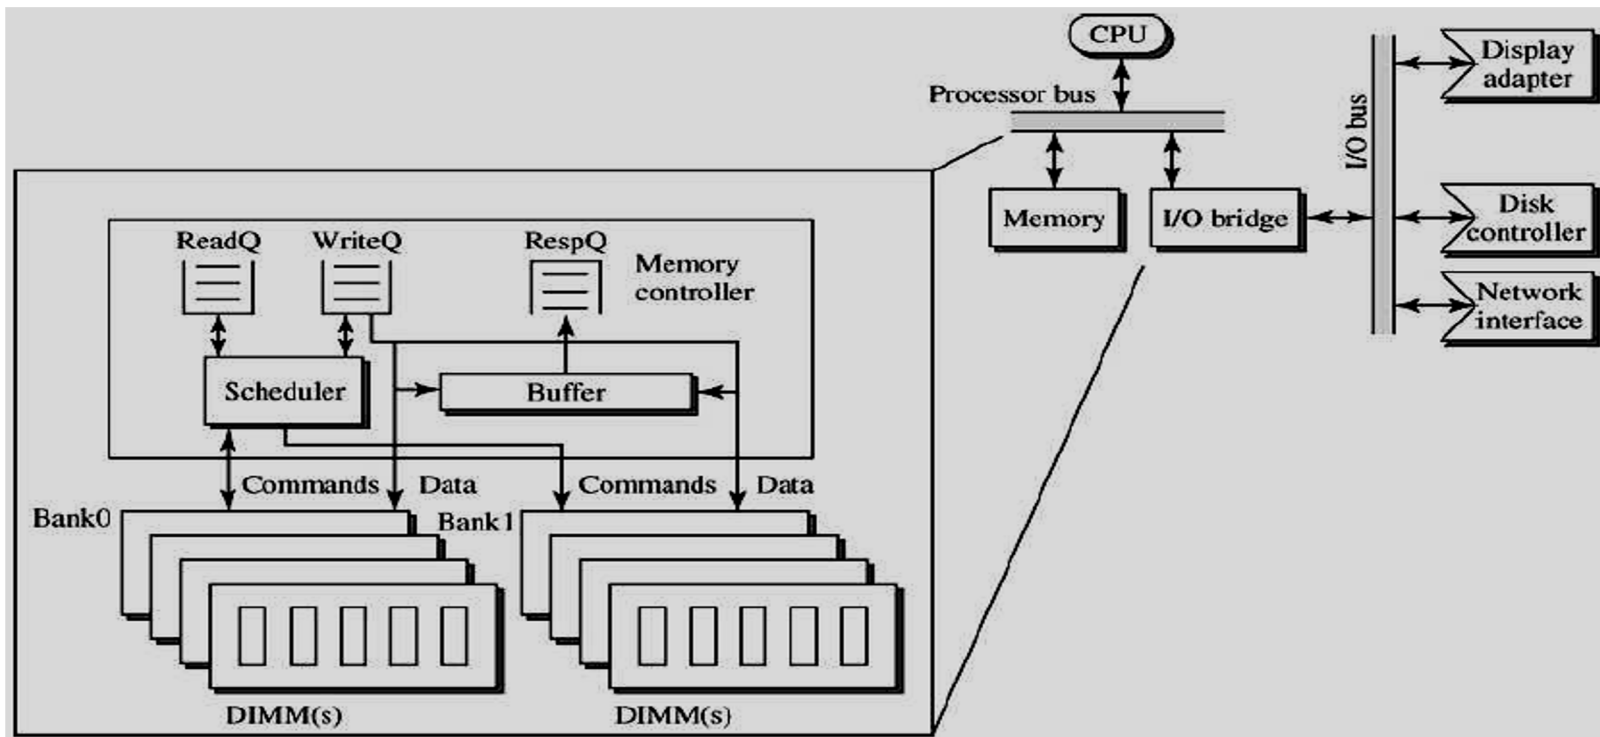 CPU
Processor bus
Memory
I/O bridge
I/O bus
Display
adapter
Disk
controller
Network
interface
ReadQ
WriteQ
RespQ
Memory
controller
Scheduler
Buffer
Commands
Data
Commands
Data
Bank0
Bank1
DIMM(s)
DIMM(s)